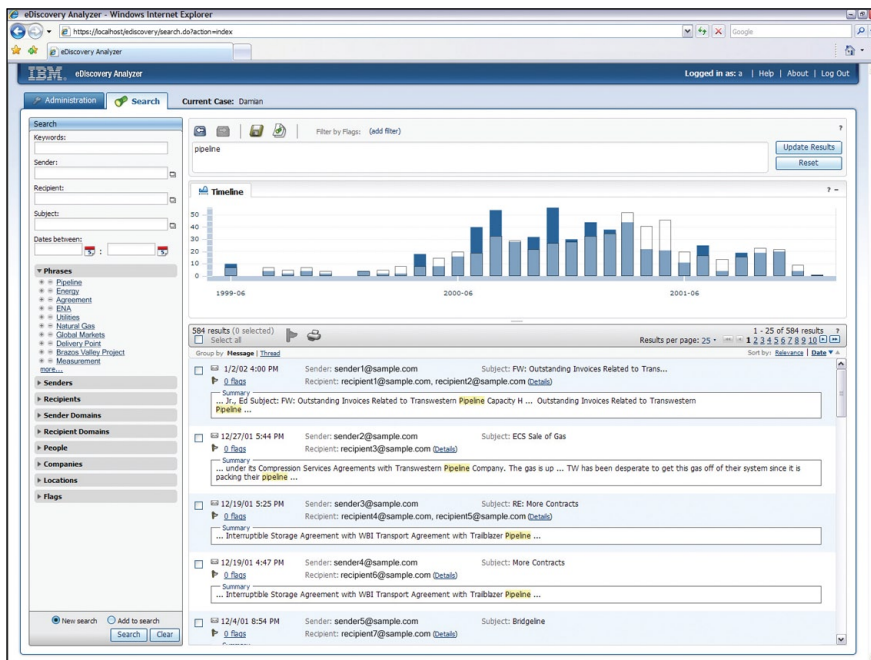 eDiscovery Analyzer - Windows Internet Explorer
https://localhost/ediscovery/search.do?action=index
Google
eDiscovery Analyzer
IBM. eDiscovery Analyzer
Logged in as: a | Help | About | Log Out
Administration
Search
Current Case: Damian
Search
Keywords:
Sender:
Recipient:
Subject:
Dates between:
:
Phrases
Pipeline
Energy
Agreement
ENA
Utilities
Natural Gas
Global Markets
Delivery Point
Brazos Valley Project
Measurement
more...
Senders
Recipients
Sender Domains
Recipient Domains
People
Companies
Locations
Flags
New search Add to search
Search Clear
Filter by Flags: (add filter)
?
pipeline
Update Results
Reset
Timeline
? -
50
40
30
20
10
0
1999-06 2000-06 2001-06
584 results (0 selected)
Select all
1 - 25 of 584 results ?
Results per page: 25 1 2 3 4 5 6 7 8 9 10
Group by Message | Thread
Sort by: Relevance | Date
1/2/02 4:00 PM Sender: sender1@sample.com Subject: FW: Outstanding Invoices Related to Trans...
0 flags Recipient: recipient1@sample.com, recipient2@sample.com (Details)
Summary
... Jr., Ed Subject: FW: Outstanding Invoices Related to Transwestern Pipeline Capacity H ... Outstanding Invoices Related to Transwestern
Pipeline ...
12/27/01 5:44 PM Sender: sender2@sample.com Subject: ECS Sale of Gas
0 flags Recipient: recipient3@sample.com (Details)
Summary
... under its Compression Services Agreements with Transwestern Pipeline Company. The gas is up ... TW has been desperate to get this gas off of their system since it is
packing their pipeline ...
12/19/01 5:25 PM Sender: sender3@sample.com Subject: RE: More Contracts
0 flags Recipient: recipient4@sample.com, recipient5@sample.com (Details)
Summary
... Interruptible Storage Agreement with WBI Transport Agreement with Trailblazer Pipeline ...
12/19/01 4:47 PM Sender: sender4@sample.com Subject: More Contracts
0 flags Recipient: recipient6@sample.com (Details)
Summary
... Interruptible Storage Agreement with WBI Transport Agreement with Trailblazer Pipeline ...
12/4/01 8:54 PM Sender: sender5@sample.com Subject: Bridgeline
0 flags Recipient: recipient7@sample.com (Details)
Summary